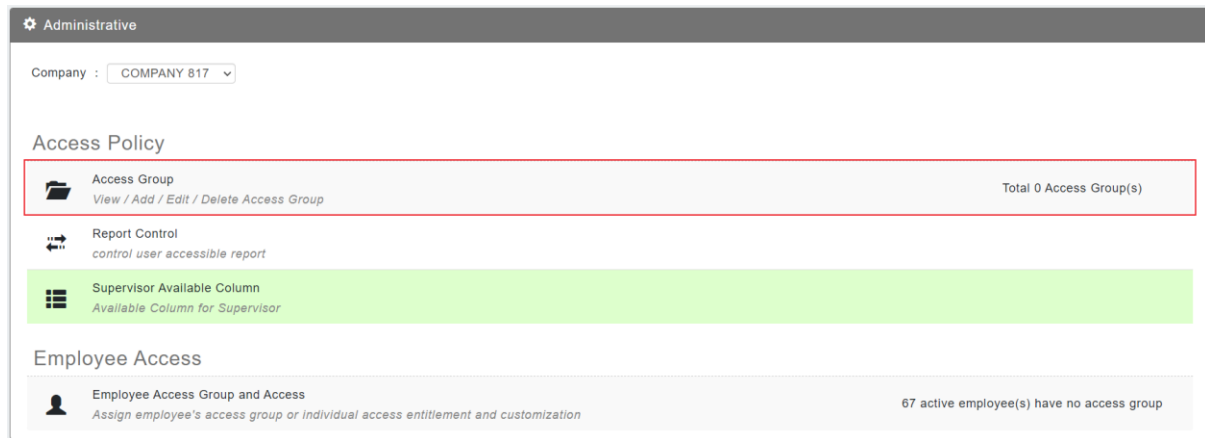 Administrative
Company : COMPANY 817
Access Policy
Access Group
View / Add / Edit / Delete Access Group
Total 0 Access Group(s)
Report Control
control user accessible report
Supervisor Available Column
Available Column for Supervisor
Employee Access
Employee Access Group and Access
Assign employee's access group or individual access entitlement and customization
67 active employee(s) have no access group